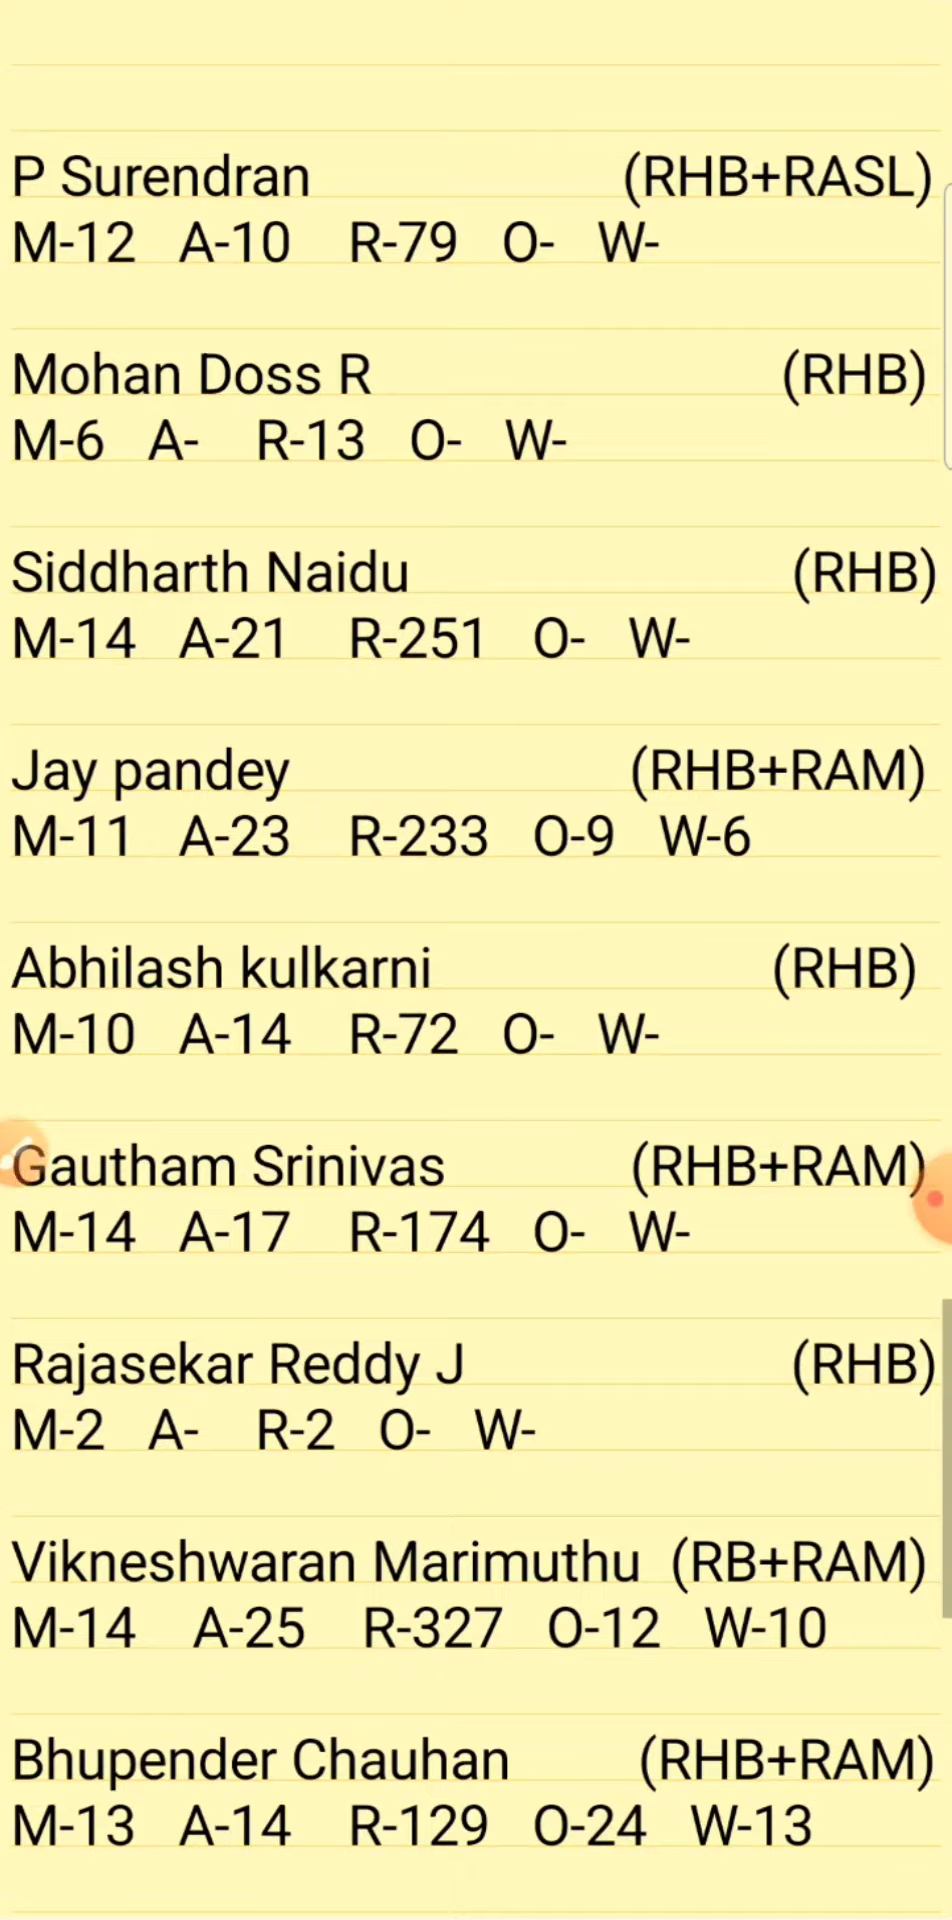 P Surendran (RHB+RASL)
M-12 A-10 R-79 O- W-
Mohan Doss R (RHB)
M-6 A- R-13 O- W-
Siddharth Naidu (RHB)
M-14 A-21 R-251 O- W-
Jay pandey (RHB+RAM)
M-11 A-23 R-233 O-9 W-6
Abhilash kulkarni (RHB)
M-10 A-14 R-72 O- W-
Gautham Srinivas (RHB+RAM)
M-14 A-17 R-174 O- W-
Rajasekar Reddy J (RHB)
M-2 A- R-2 O- W-
Vikneshwaran Marimuthu (RB+RAM)
M-14 A-25 R-327 O-12 W-10
Bhupender Chauhan (RHB+RAM)
M-13 A-14 R-129 O-24 W-13